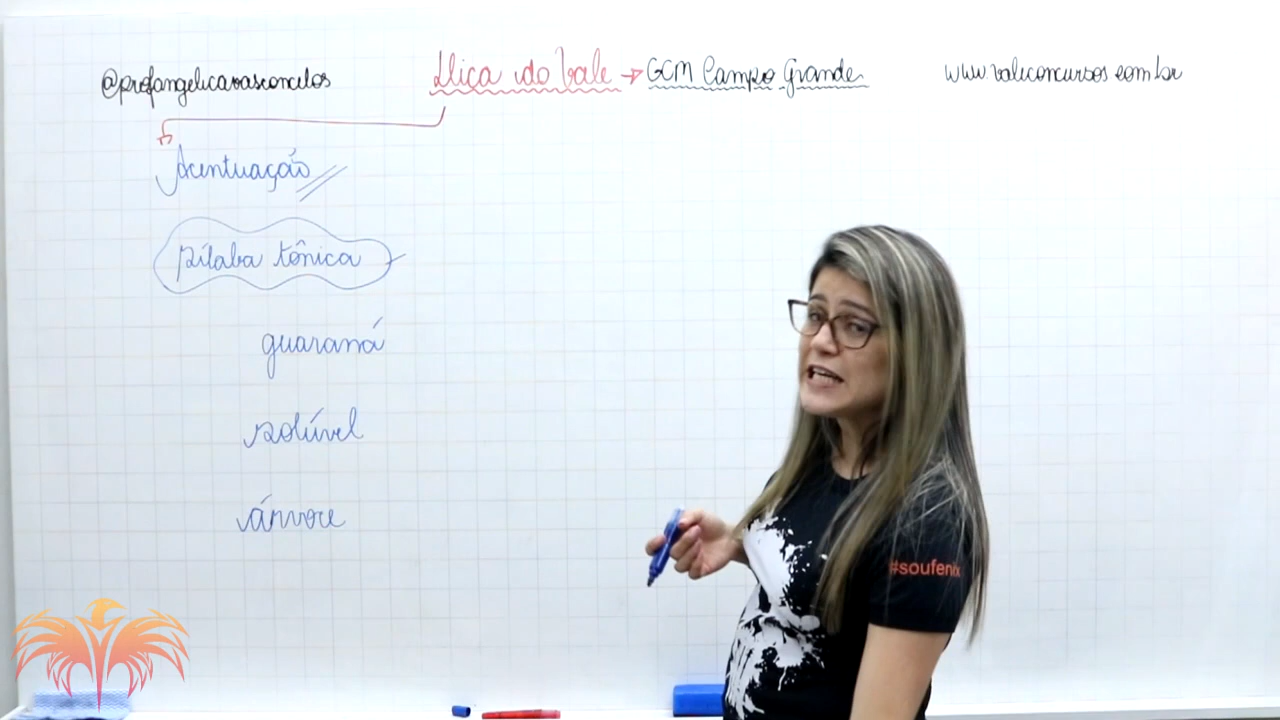 @profangelicavasconcelos
Dica do Vale → GCM Campo Grande
www.valeconcursos.com.br
Acentuação
sílaba tônica
guaraná
solúvel
árvore
#soufenix